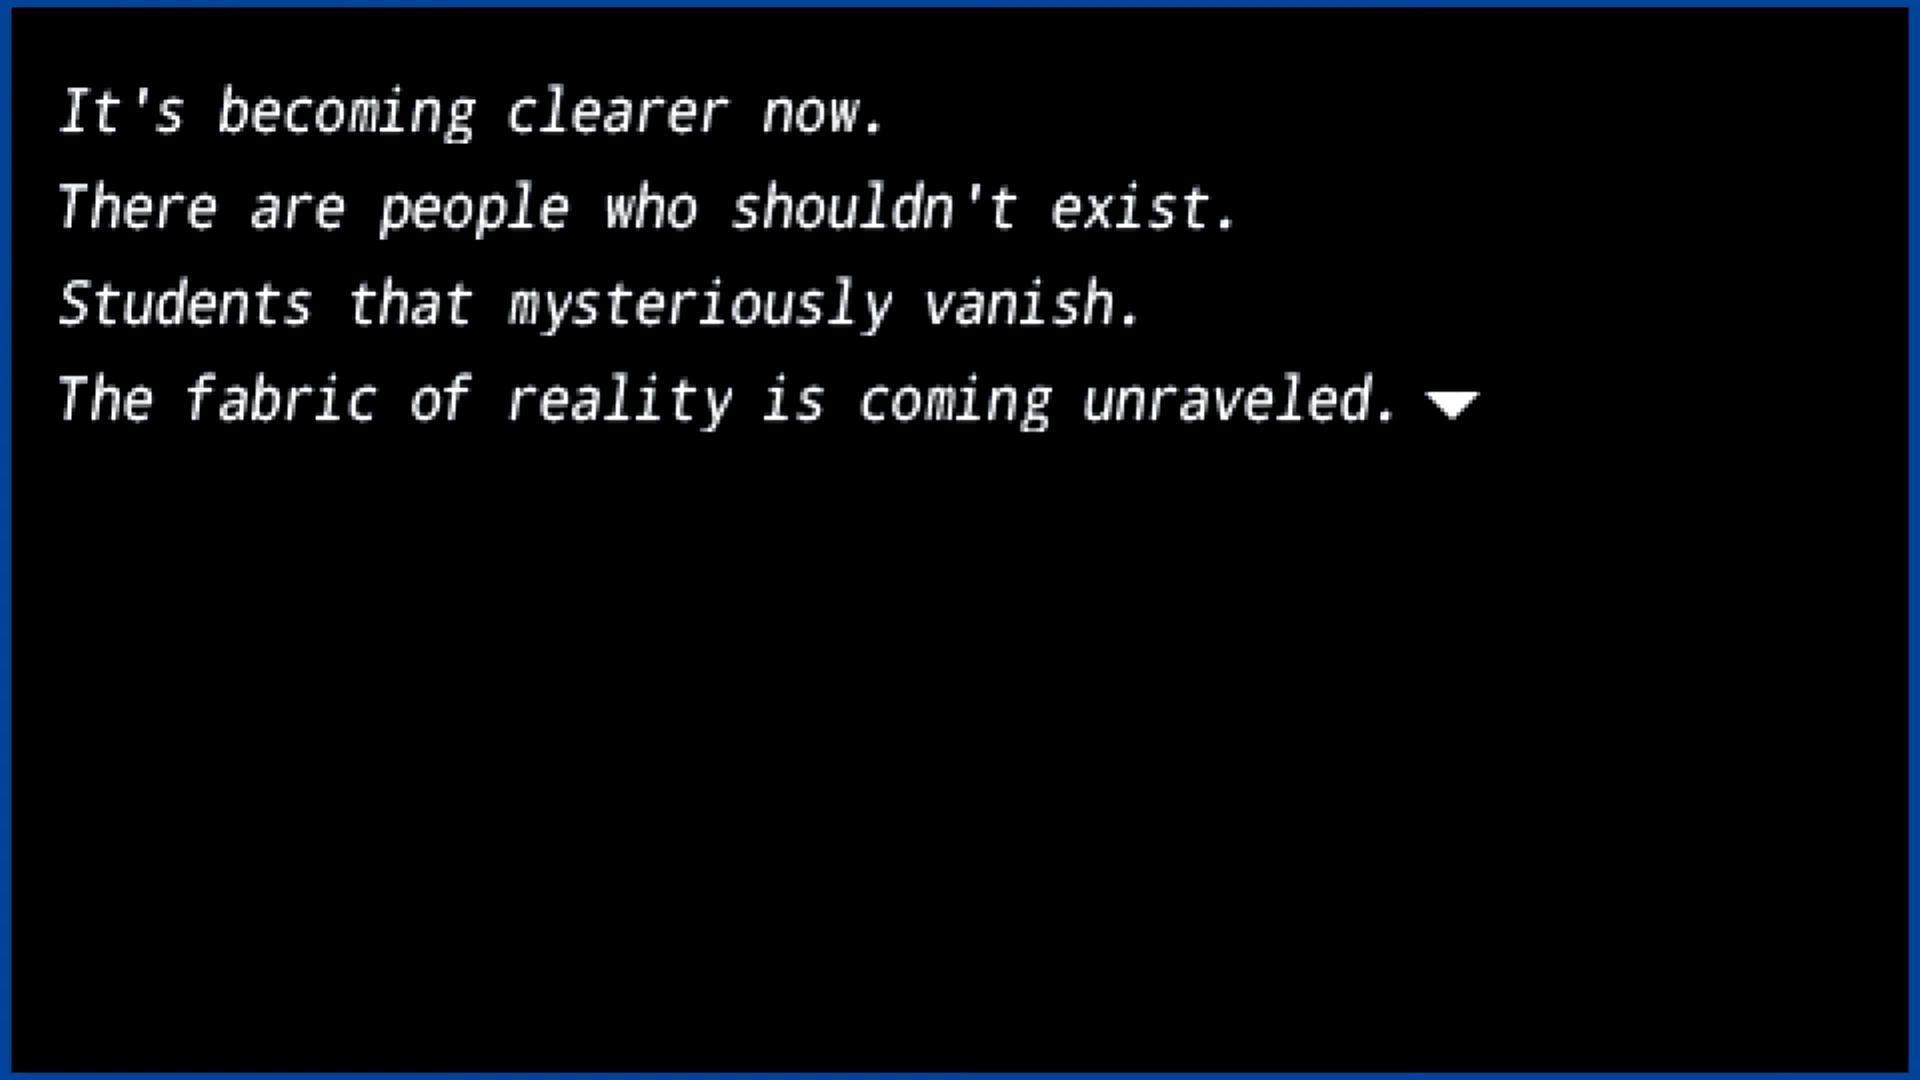 It's becoming clearer now.
There are people who shouldn't exist.
Students that mysteriously vanish.
The fabric of reality is coming unraveled.